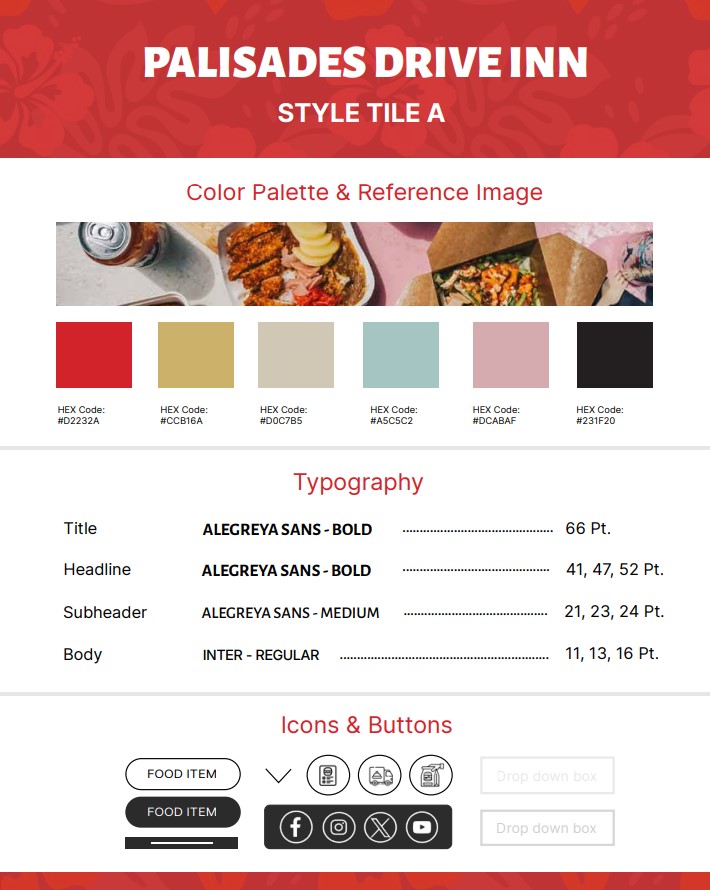 PALISADES DRIVE INN
STYLE TILE A
Color Palette & Reference Image
HEX Code:
#D2232A
HEX Code:
#CCB16A
HEX Code:
#D0C7B5
HEX Code:
#A5C5C2
HEX Code:
#DCABAF
HEX Code:
#231F20
Typography
Title ALEGREYA SANS - BOLD 66 Pt.
Headline ALEGREYA SANS - BOLD 41, 47, 52 Pt.
Subheader ALEGREYA SANS - MEDIUM 21, 23, 24 Pt.
Body INTER - REGULAR 11, 13, 16 Pt.
Icons & Buttons
FOOD ITEM
FOOD ITEM
Drop down box
Drop down box